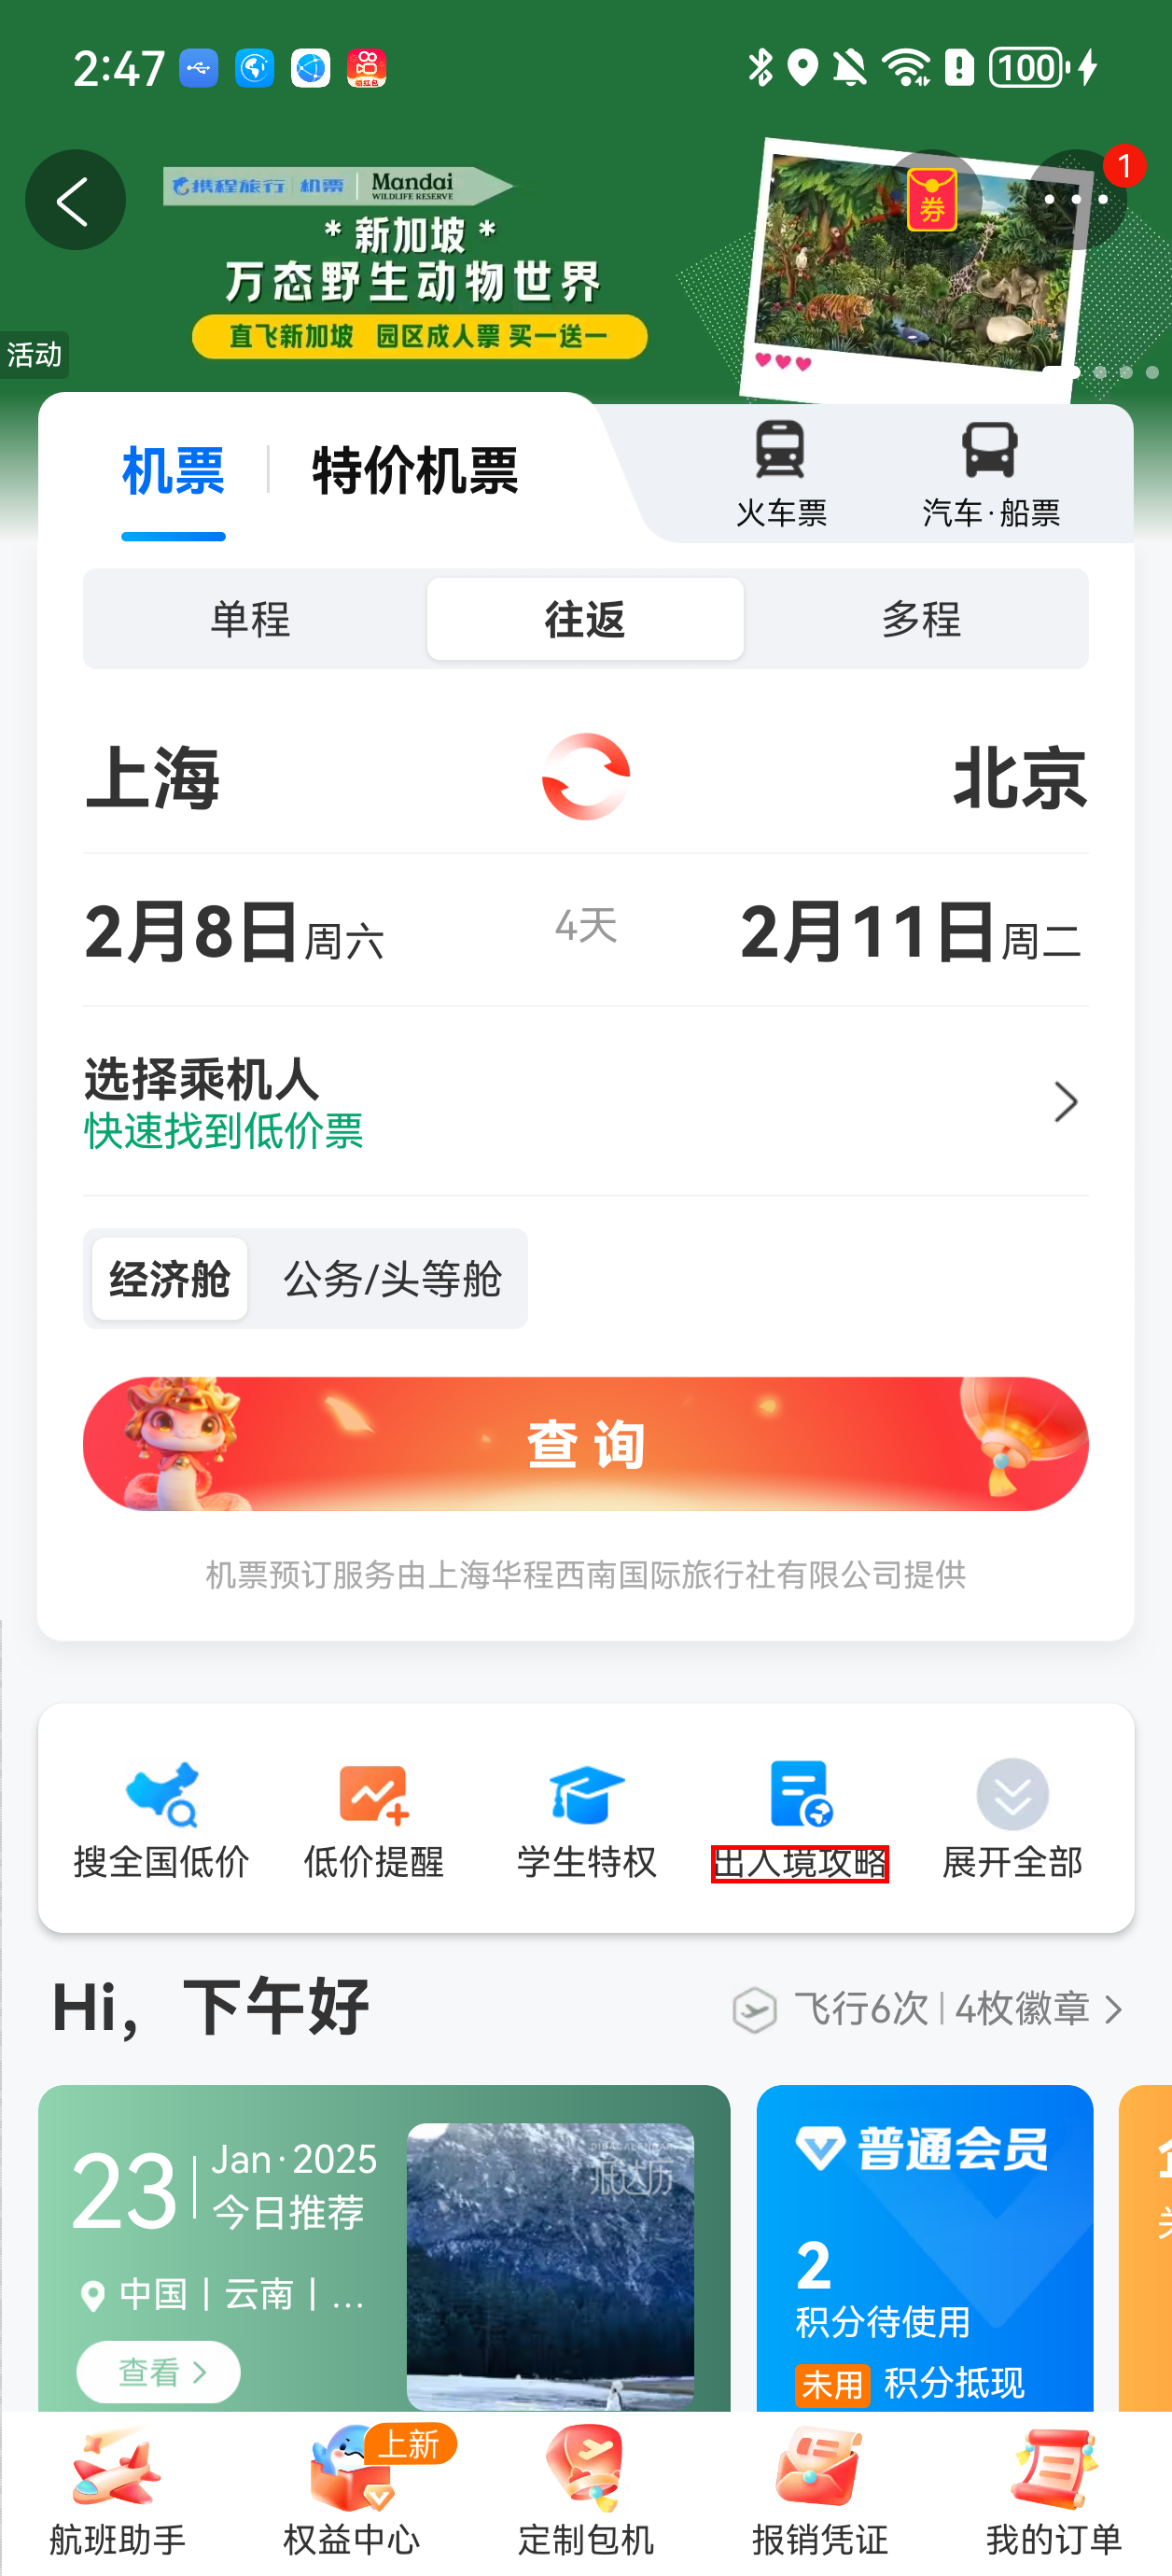 2:47
100
携程旅行 机票 Mandai WILDLIFE RESERVE
券
1
* 新加坡 *
万态野生动物世界
直飞新加坡 园区成人票 买一送一
活动
机票 特价机票
火车票 汽车·船票
单程 往返 多程
上海 北京
2月8日周六 4天 2月11日周二
选择乘机人
快速找到低价票
经济舱 公务/头等舱
查询
机票预订服务由上海华程西南国际旅行社有限公司提供
搜全国低价 低价提醒 学生特权 出入境攻略 展开全部
Hi，下午好
飞行6次 4枚徽章
23 Jan·2025
今日推荐
中国丨云南丨...
查看
普通会员
2
积分待使用
未用 积分抵现
上新
航班助手 权益中心 定制包机 报销凭证 我的订单